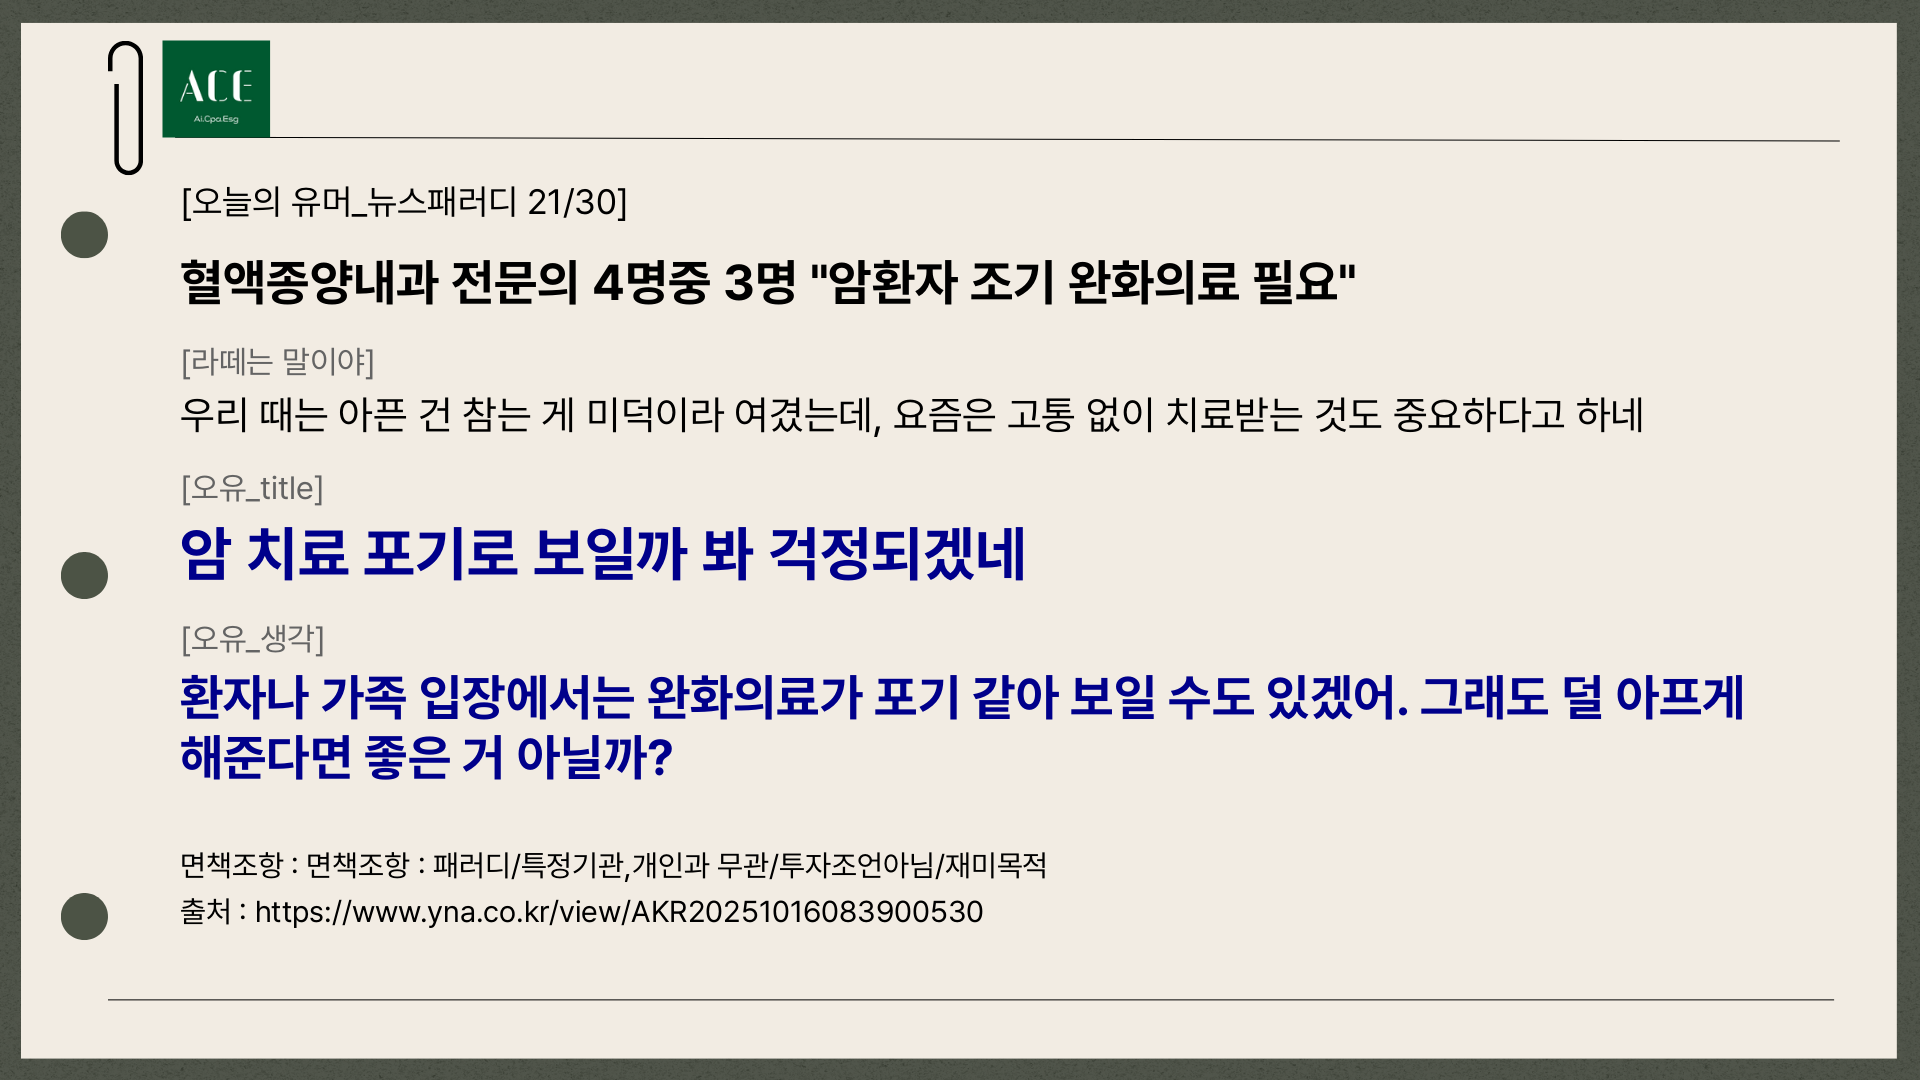 ACE
Ai.Cpa.Esg
[오늘의 유머_뉴스패러디 21/30]
혈액종양내과 전문의 4명중 3명 "암환자 조기 완화의료 필요"
[라떼는 말이야]
우리 때는 아픈 건 참는 게 미덕이라 여겼는데, 요즘은 고통 없이 치료받는 것도 중요하다고 하네
[오유_title]
암 치료 포기로 보일까 봐 걱정되겠네
[오유_생각]
환자나 가족 입장에서는 완화의료가 포기 같아 보일 수도 있겠어. 그래도 덜 아프게
해준다면 좋은 거 아닐까?
면책조항 : 면책조항 : 패러디/특정기관,개인과 무관/투자조언아님/재미목적
출처 : https://www.yna.co.kr/view/AKR20251016083900530